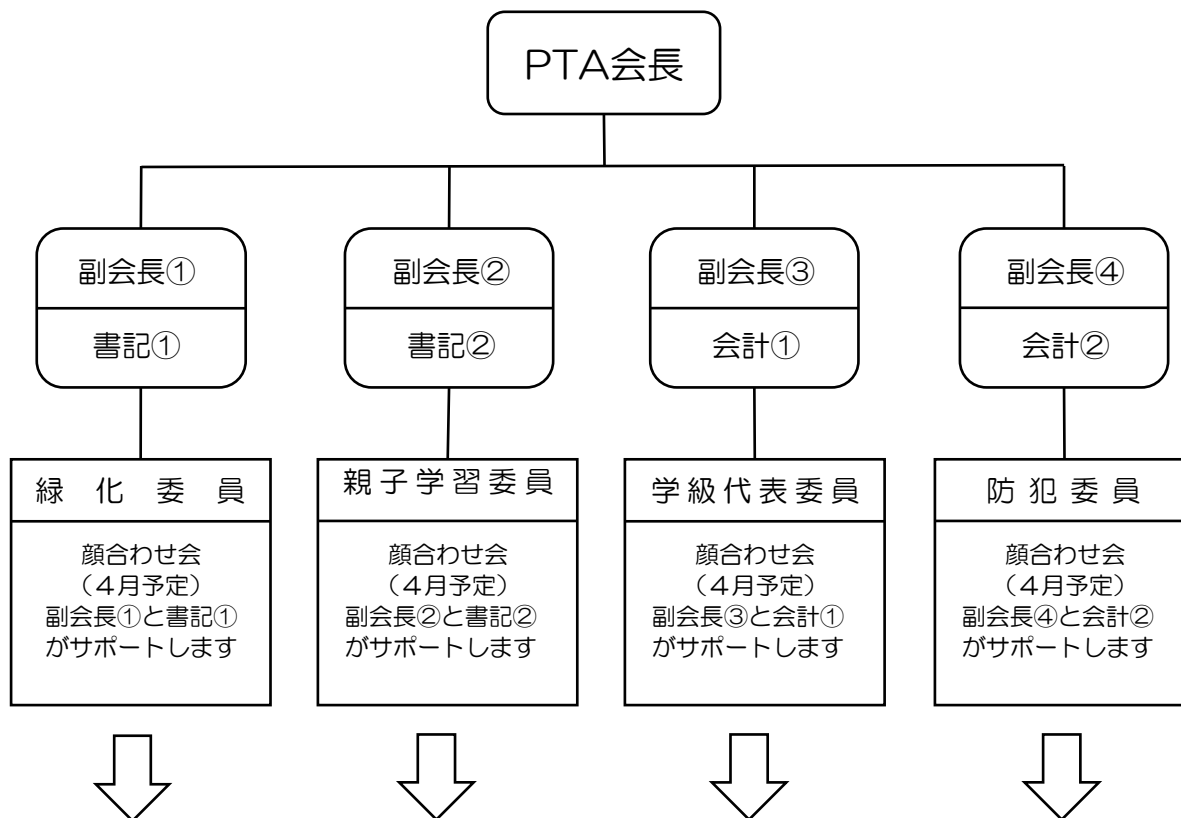 PTA会長
副会長①
書記①
副会長②
書記②
副会長③
会計①
副会長④
会計②
緑化委員
顔合わせ会
（４月予定）
副会長①と書記①
がサポートします
親子学習委員
顔合わせ会
（４月予定）
副会長②と書記②
がサポートします
学級代表委員
顔合わせ会
（４月予定）
副会長③と会計①
がサポートします
防犯委員
顔合わせ会
（４月予定）
副会長④と会計②
がサポートします